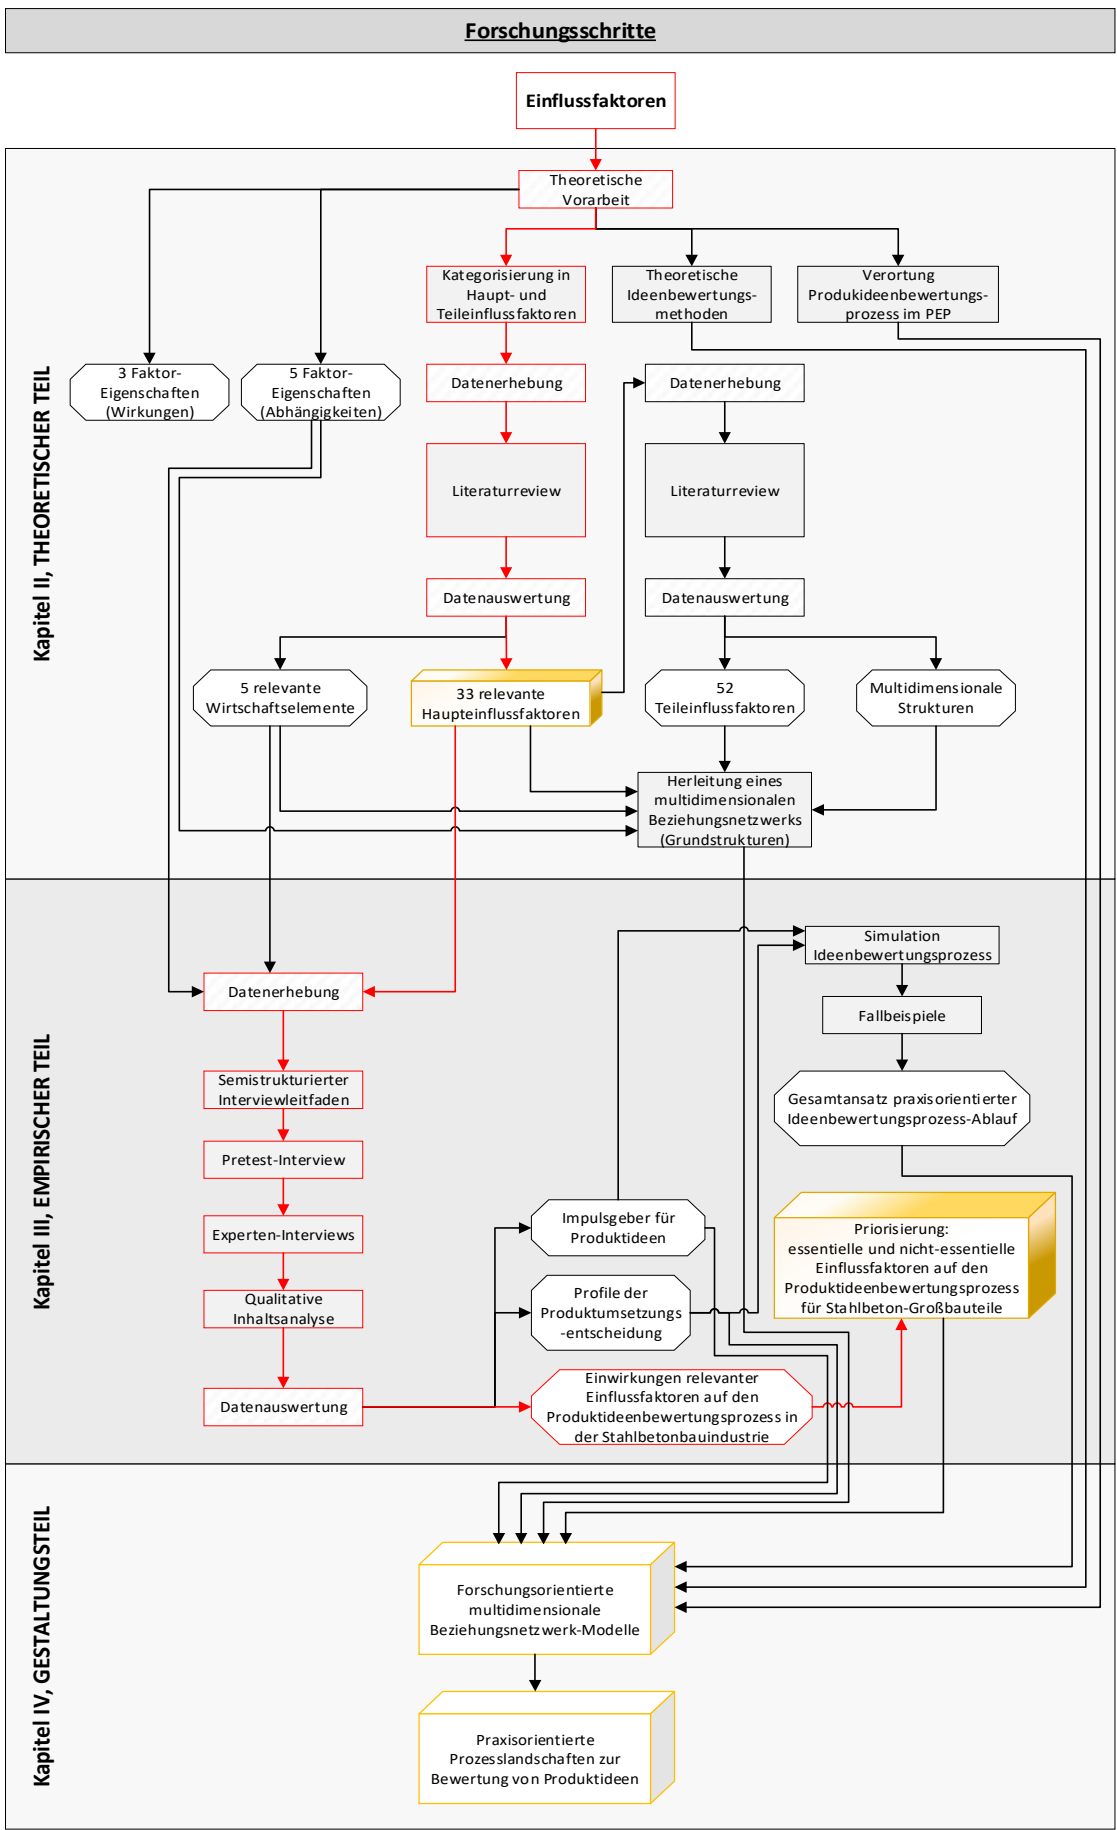 Forschungsschritte
Einflussfaktoren
Kapitel II, THEORETISCHER TEIL
Theoretische
Vorarbeit
Kategorisierung in
Haupt- und
Teileinflussfaktoren
Theoretische
Ideenbewertungs-
methoden
Verortung
Produkideenbewertungs-
prozess im PEP
3 Faktor-
Eigenschaften
(Wirkungen)
5 Faktor-
Eigenschaften
(Abhängigkeiten)
Datenerhebung
Datenerhebung
Literaturreview
Literaturreview
Datenauswertung
Datenauswertung
5 relevante
Wirtschaftselemente
33 relevante
Haupteinflussfaktoren
52
Teileinflussfaktoren
Multidimensionale
Strukturen
Herleitung eines
multidimensionalen
Beziehungsnetzwerks
(Grundstrukturen)
Kapitel III, EMPIRISCHER TEIL
Simulation
Ideenbewertungsprozess
Datenerhebung
Fallbeispiele
Semistrukturierter
Interviewleitfaden
Gesamtansatz praxisorientierter
Ideenbewertungsprozess-Ablauf
Pretest-Interview
Experten-Interviews
Impulsgeber für
Produktideen
Priorisierung:
essentielle und nicht-essentielle
Einflussfaktoren auf den
Produktideenbewertungsprozess
für Stahlbeton-Großbauteile
Qualitative
Inhaltsanalyse
Profile der
Produktumsetzungs
-entscheidung
Datenauswertung
Einwirkungen relevanter
Einflussfaktoren auf den
Produktideenbewertungsprozess in
der Stahlbetonbauindustrie
Kapitel IV, GESTALTUNGSTEIL
Forschungsorientierte
multidimensionale
Beziehungsnetzwerk-Modelle
Praxisorientierte
Prozesslandschaften zur
Bewertung von Produktideen